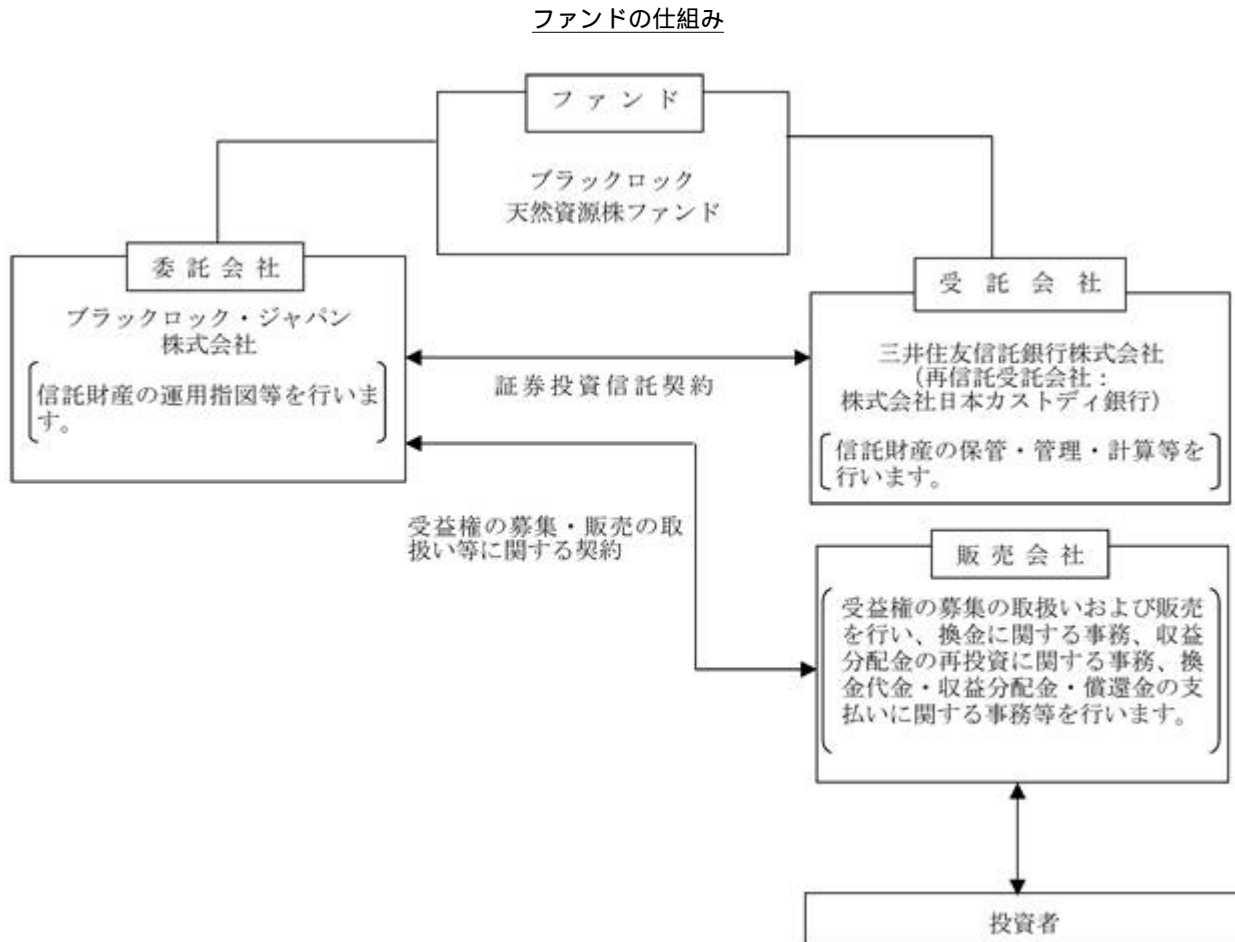 ファンドの仕組み
ファンド
ブラックロック
天然資源株ファンド
委託会社
ブラックロック・ジャパン
株式会社
信託財産の運用指図等を行いま
す。
証券投資信託契約
受託会社
三井住友信託銀行株式会社
（再信託受託会社：
株式会社日本カストディ銀行）
信託財産の保管・管理・計算等を
行います。
受益権の募集・販売の取
扱い等に関する契約
販売会社
受益権の募集の取扱いおよび販売
を行い、換金に関する事務、収益
分配金の再投資に関する事務、換
金代金・収益分配金・償還金の支
払いに関する事務等を行います。
投資者